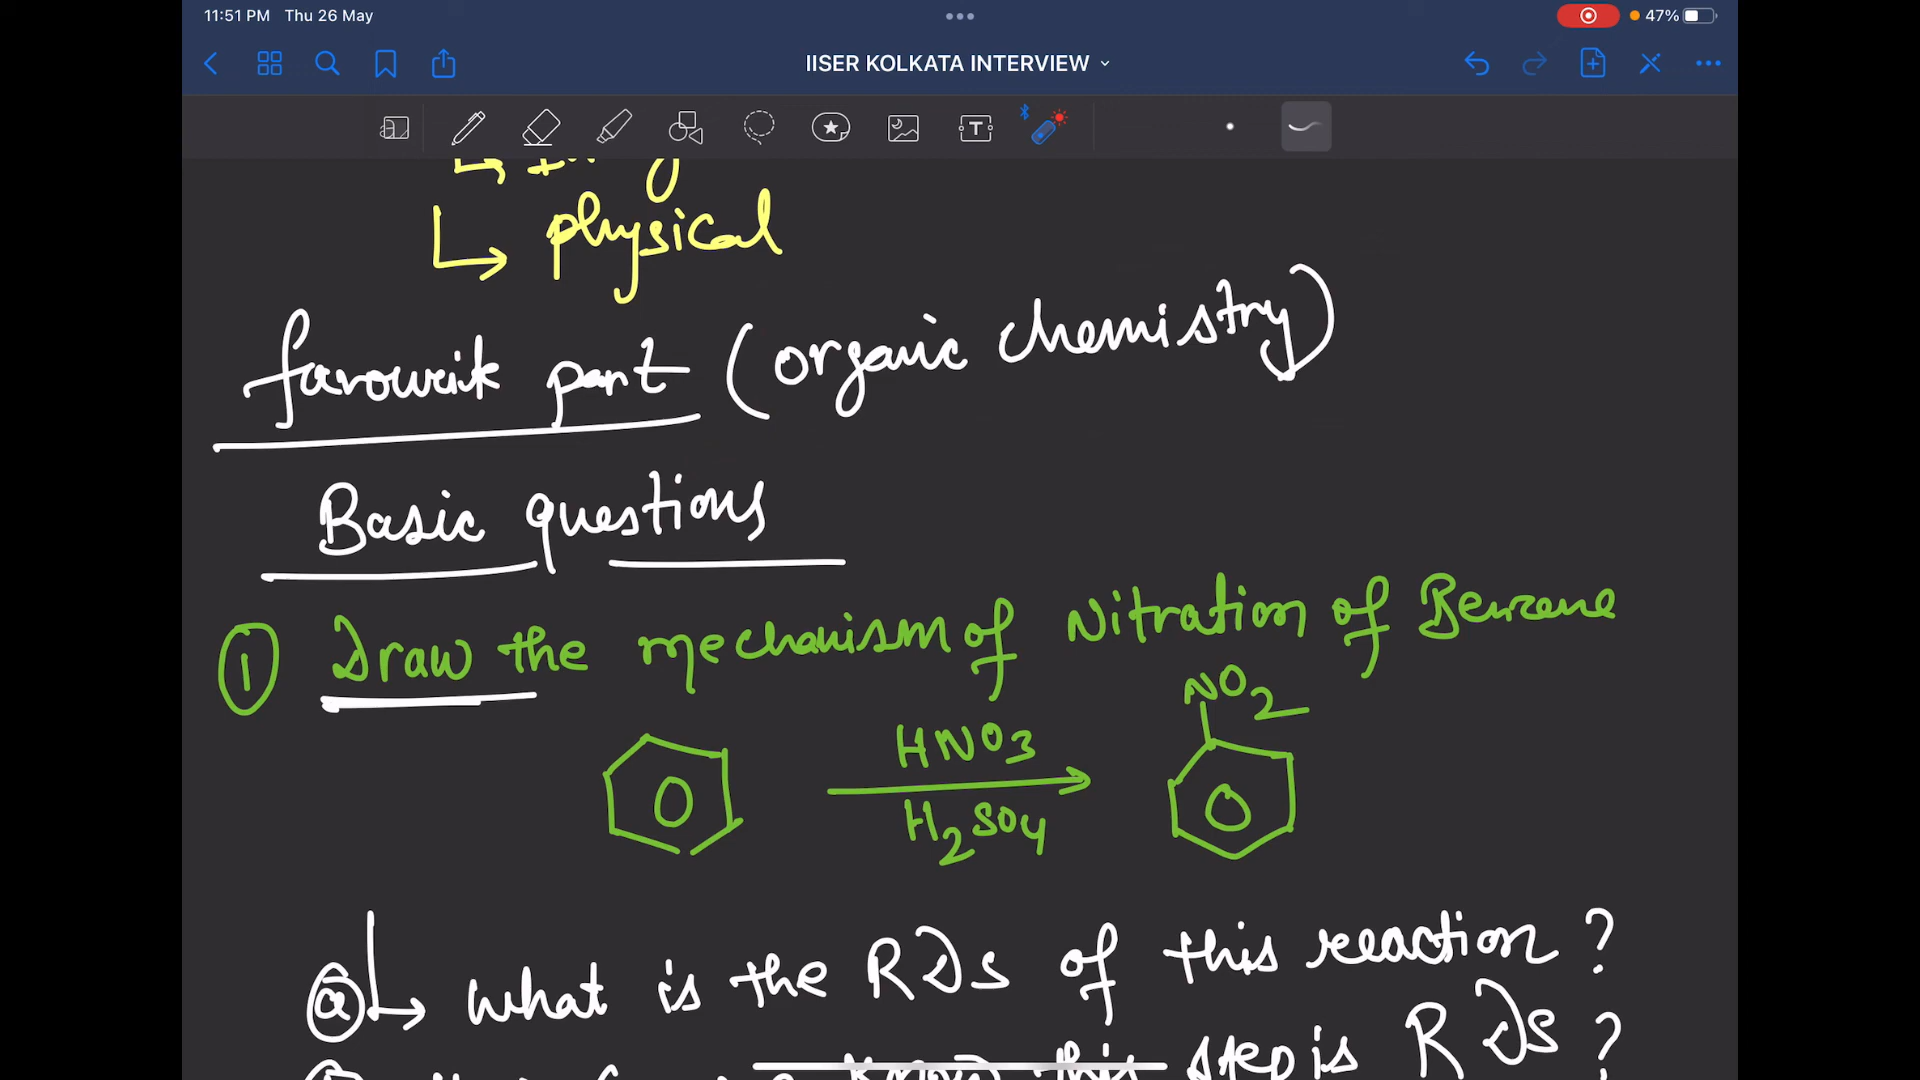 11:51 PM Thu 26 May
47%
IISER KOLKATA INTERVIEW
physical
favourite part (organic chemistry)
Basic questions
① Draw the mechanism of Nitration of Benzene
NO2
HNO3
H2SO4
ⓐ what is the RDS of this reaction ?
know this step is RDS ?